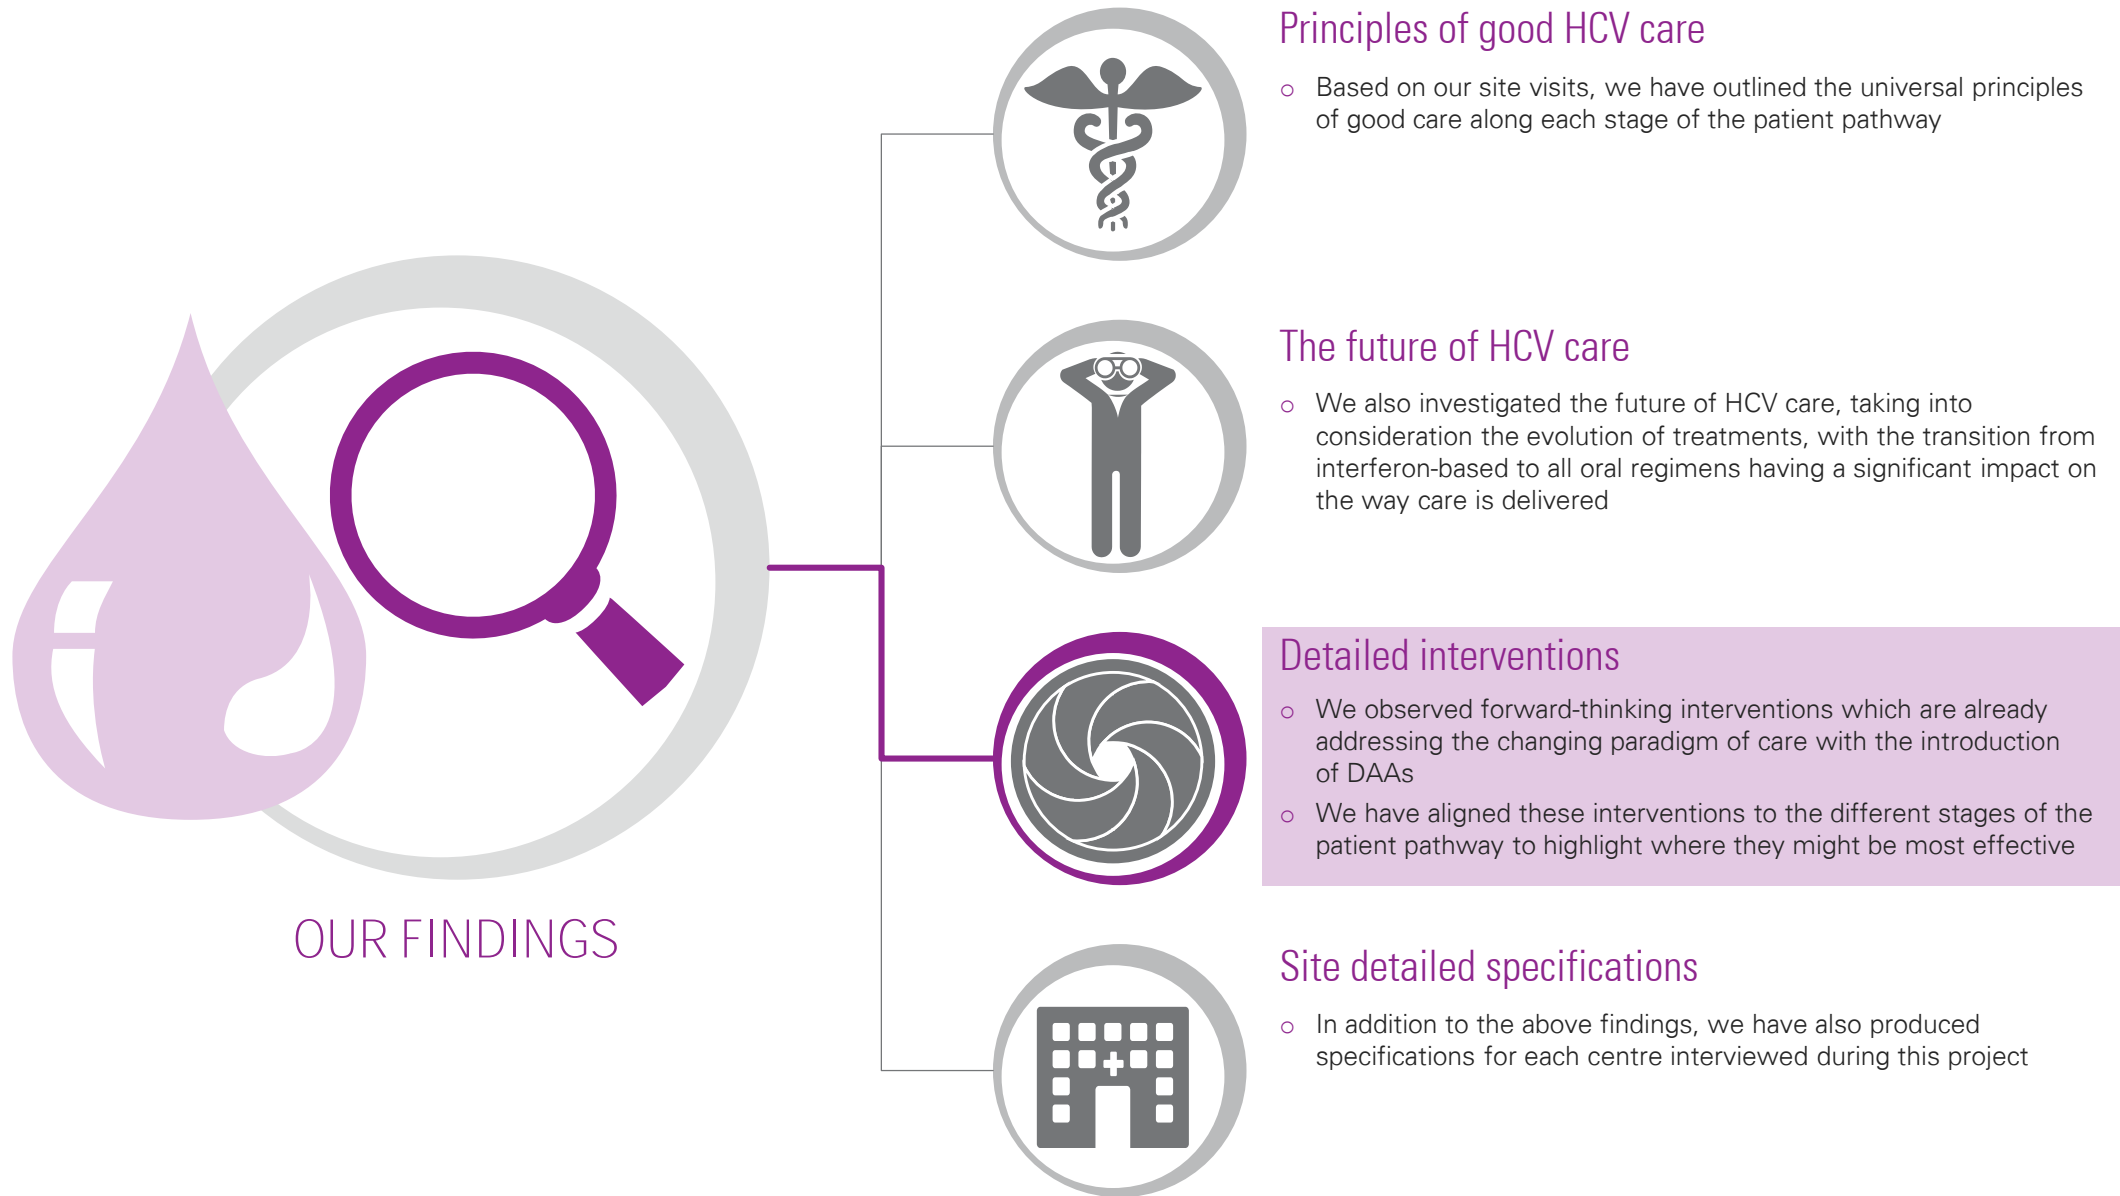 Principles of good HCV care
o Based on our site visits, we have outlined the universal principles
of good care along each stage of the patient pathway
The future of HCV care
o We also investigated the future of HCV care, taking into
consideration the evolution of treatments, with the transition from
interferon-based to all oral regimens having a significant impact on
the way care is delivered
Detailed interventions
o We observed forward-thinking interventions which are already
addressing the changing paradigm of care with the introduction
of DAAs
o We have aligned these interventions to the different stages of the
patient pathway to highlight where they might be most effective
OUR FINDINGS
Site detailed specifications
o In addition to the above findings, we have also produced
specifications for each centre interviewed during this project